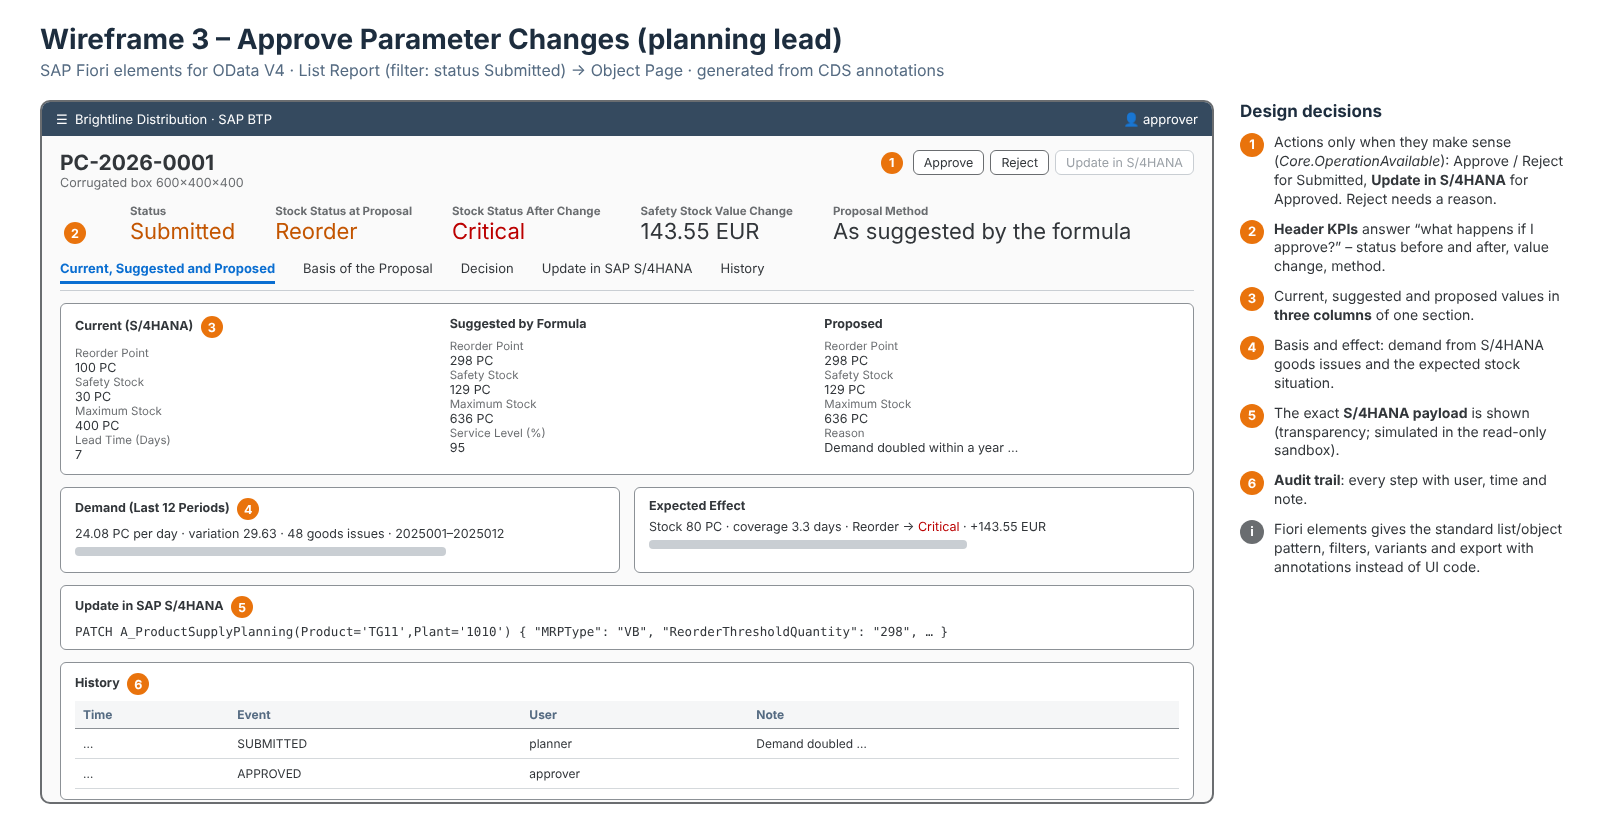 Wireframe 3 – Approve Parameter Changes (planning lead)
SAP Fiori elements for OData V4 · List Report (filter: status Submitted) → Object Page · generated from CDS annotations
☰ Brightline Distribution · SAP BTP
👤 approver
PC-2026-0001
Corrugated box 600×400×400
1
Approve
Reject
Update in S/4HANA
2
Status
Submitted
Stock Status at Proposal
Reorder
Stock Status After Change
Critical
Safety Stock Value Change
143.55 EUR
Proposal Method
As suggested by the formula
Current, Suggested and Proposed
Basis of the Proposal
Decision
Update in SAP S/4HANA
History
Current (S/4HANA) 3
Reorder Point
100 PC
Safety Stock
30 PC
Maximum Stock
400 PC
Lead Time (Days)
7
Suggested by Formula
Reorder Point
298 PC
Safety Stock
129 PC
Maximum Stock
636 PC
Service Level (%)
95
Proposed
Reorder Point
298 PC
Safety Stock
129 PC
Maximum Stock
636 PC
Reason
Demand doubled within a year ...
Demand (Last 12 Periods) 4
24.08 PC per day · variation 29.63 · 48 goods issues · 2025001–2025012
Expected Effect
Stock 80 PC · coverage 3.3 days · Reorder → Critical · +143.55 EUR
Update in SAP S/4HANA 5
PATCH A_ProductSupplyPlanning(Product='TG11',Plant='1010') { "MRPType": "VB", "ReorderThresholdQuantity": "298", … }
History 6
Time Event User Note
... SUBMITTED planner Demand doubled ...
... APPROVED approver
Design decisions
1 Actions only when they make sense
(Core.OperationAvailable): Approve / Reject
for Submitted, Update in S/4HANA for
Approved. Reject needs a reason.
2 Header KPIs answer “what happens if I
approve?” – status before and after, value
change, method.
3 Current, suggested and proposed values in
three columns of one section.
4 Basis and effect: demand from S/4HANA
goods issues and the expected stock
situation.
5 The exact S/4HANA payload is shown
(transparency; simulated in the read-only
sandbox).
6 Audit trail: every step with user, time and
note.
i Fiori elements gives the standard list/object
pattern, filters, variants and export with
annotations instead of UI code.